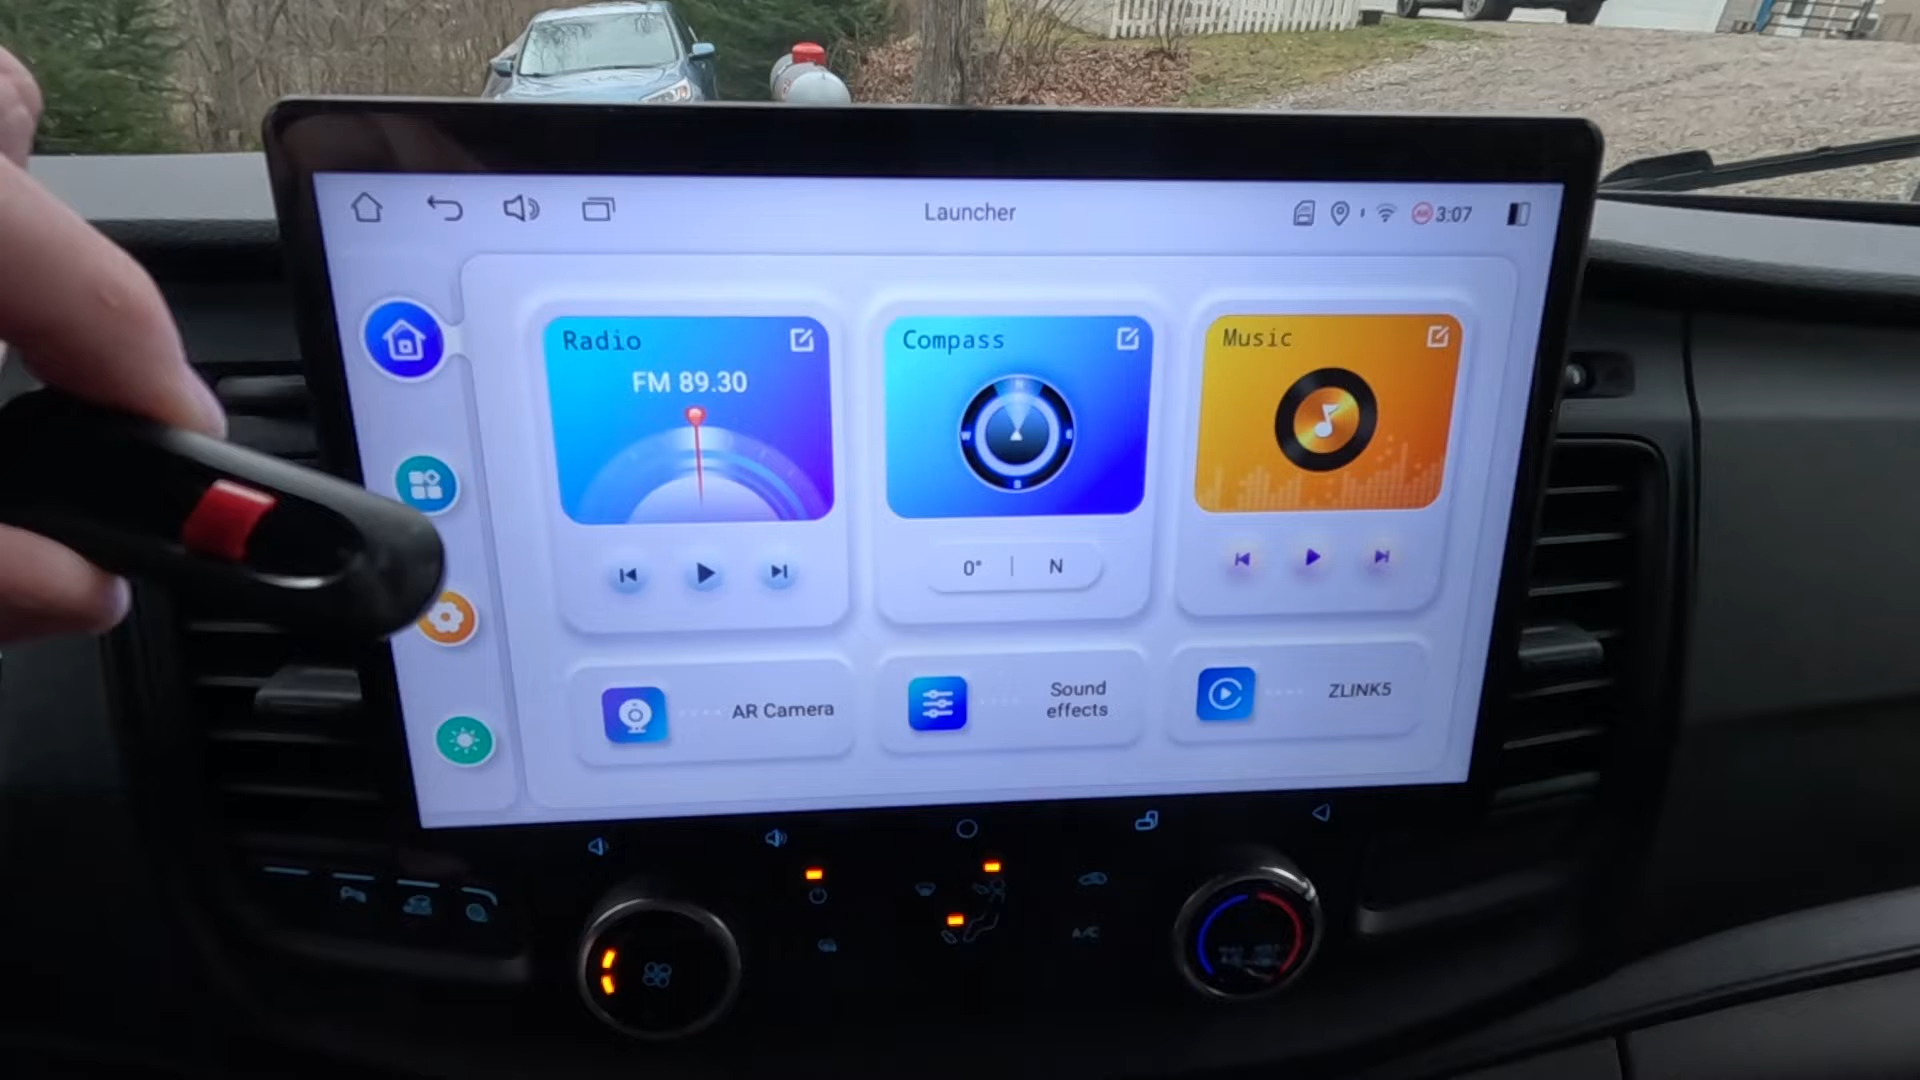 Launcher
3:07
Radio
FM 89.30
Compass
N
W
E
S
0° | N
Music
AR Camera
Sound
effects
ZLINK5
A/C